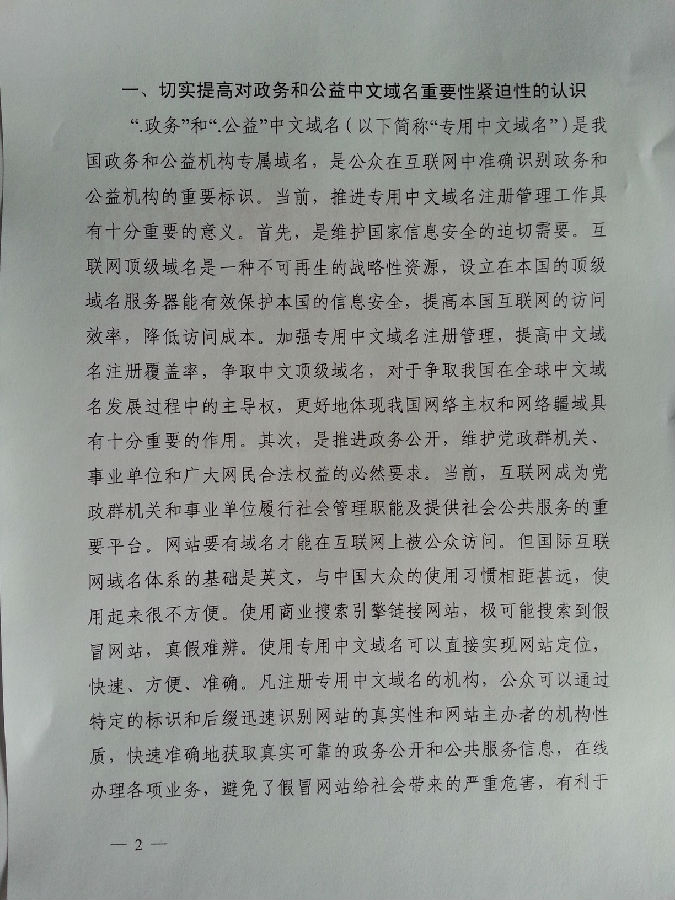 一、切实提高对政务和公益中文域名重要性紧迫性的认识
“.政务”和“.公益”中文域名（以下简称“专用中文域名”）是我
国政务和公益机构专属域名，是公众在互联网中准确识别政务和
公益机构的重要标识。当前，推进专用中文域名注册管理工作具
有十分重要的意义。首先，是维护国家信息安全的迫切需要。互
联网顶级域名是一种不可再生的战略性资源，设立在本国的顶级
域名服务器能有效保护本国的信息安全，提高本国互联网的访问
效率，降低访问成本。加强专用中文域名注册管理，提高中文域
名注册覆盖率，争取中文顶级域名，对于争取我国在全球中文域
名发展过程中的主导权，更好地体现我国网络主权和网络疆域具
有十分重要的作用。其次，是推进政务公开，维护党政群机关、
事业单位和广大网民合法权益的必然要求。当前，互联网成为党
政群机关和事业单位履行社会管理职能及提供社会公共服务的重
要平台。网站要有域名才能在互联网上被公众访问。但国际互联
网域名体系的基础是英文，与中国大众的使用习惯相距甚远，使
用起来很不方便。使用商业搜索引擎链接网站，极可能搜索到假
冒网站，真假难辨。使用专用中文域名可以直接实现网站定位，
快速、方便、准确。凡注册专用中文域名的机构，公众可以通过
特定的标识和后缀迅速识别网站的真实性和网站主办者的机构性
质，快速准确地获取真实可靠的政务公开和公共服务信息，在线
办理各项业务，避免了假冒网站给社会带来的严重危害，有利于
— 2 —